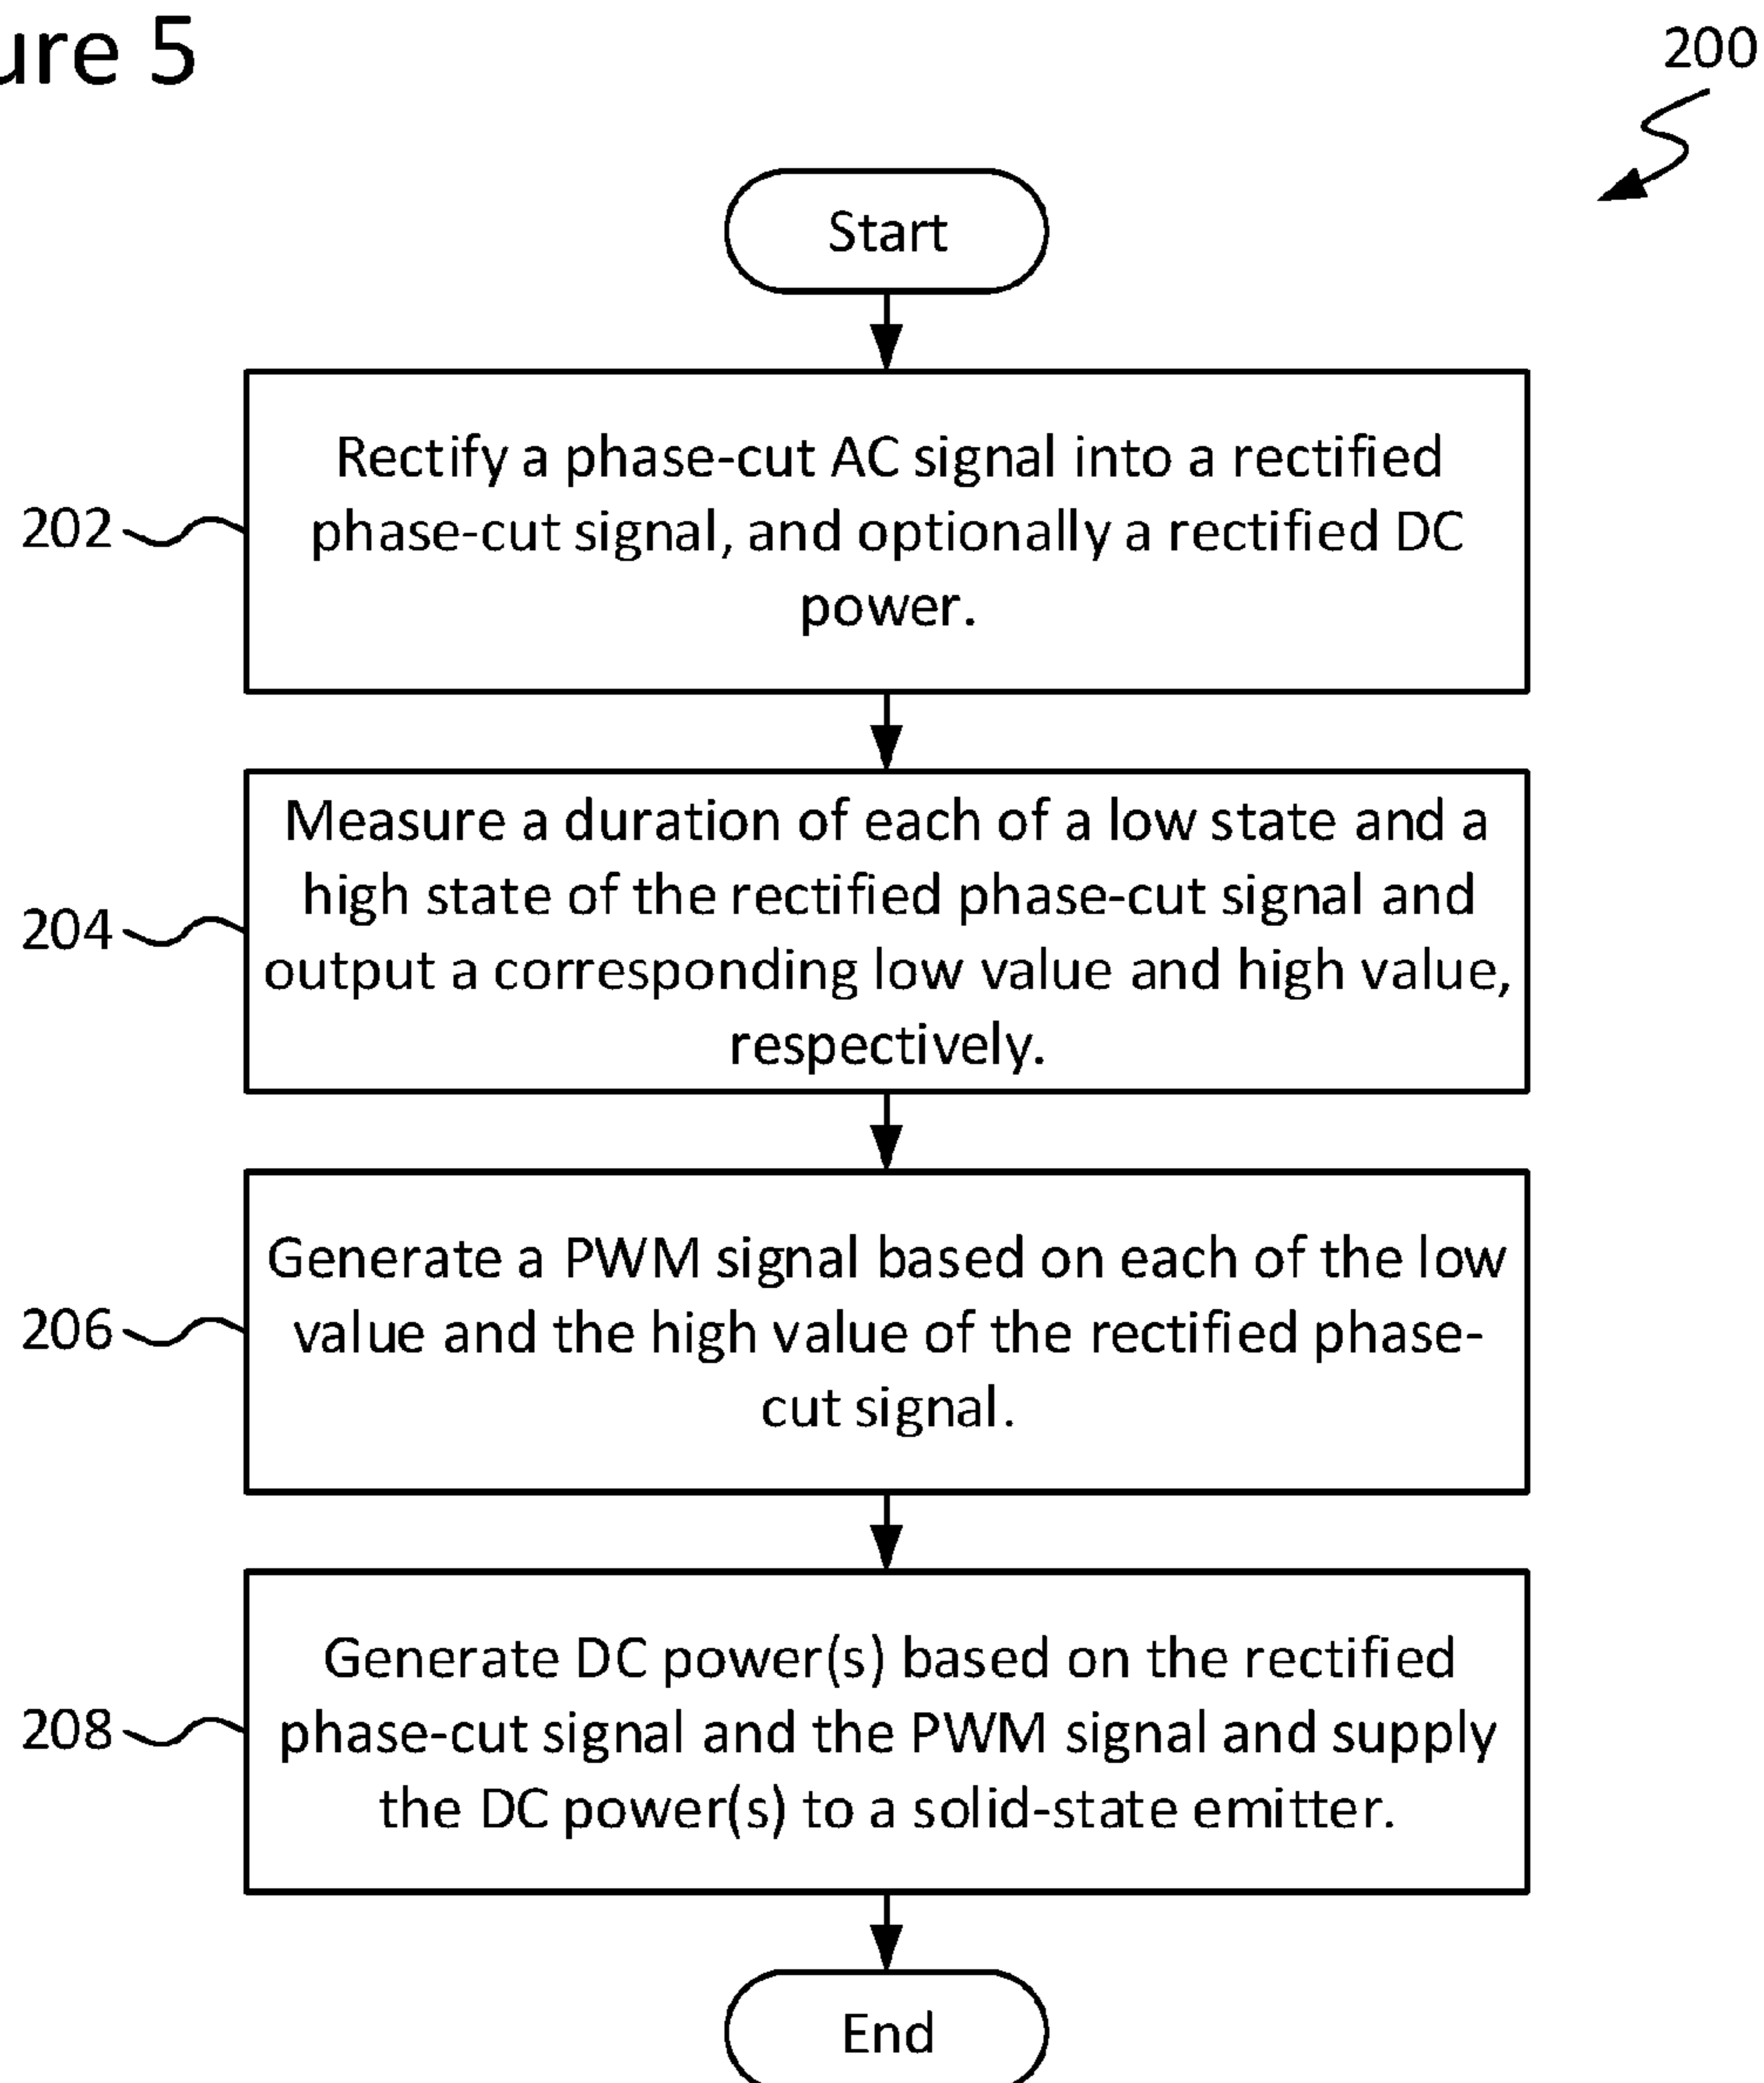 ure 5
200
Start
202
Rectify a phase-cut AC signal into a rectified
phase-cut signal, and optionally a rectified DC
power.
204
Measure a duration of each of a low state and a
high state of the rectified phase-cut signal and
output a corresponding low value and high value,
respectively.
206
Generate a PWM signal based on each of the low
value and the high value of the rectified phase-
cut signal.
208
Generate DC power(s) based on the rectified
phase-cut signal and the PWM signal and supply
the DC power(s) to a solid-state emitter.
End